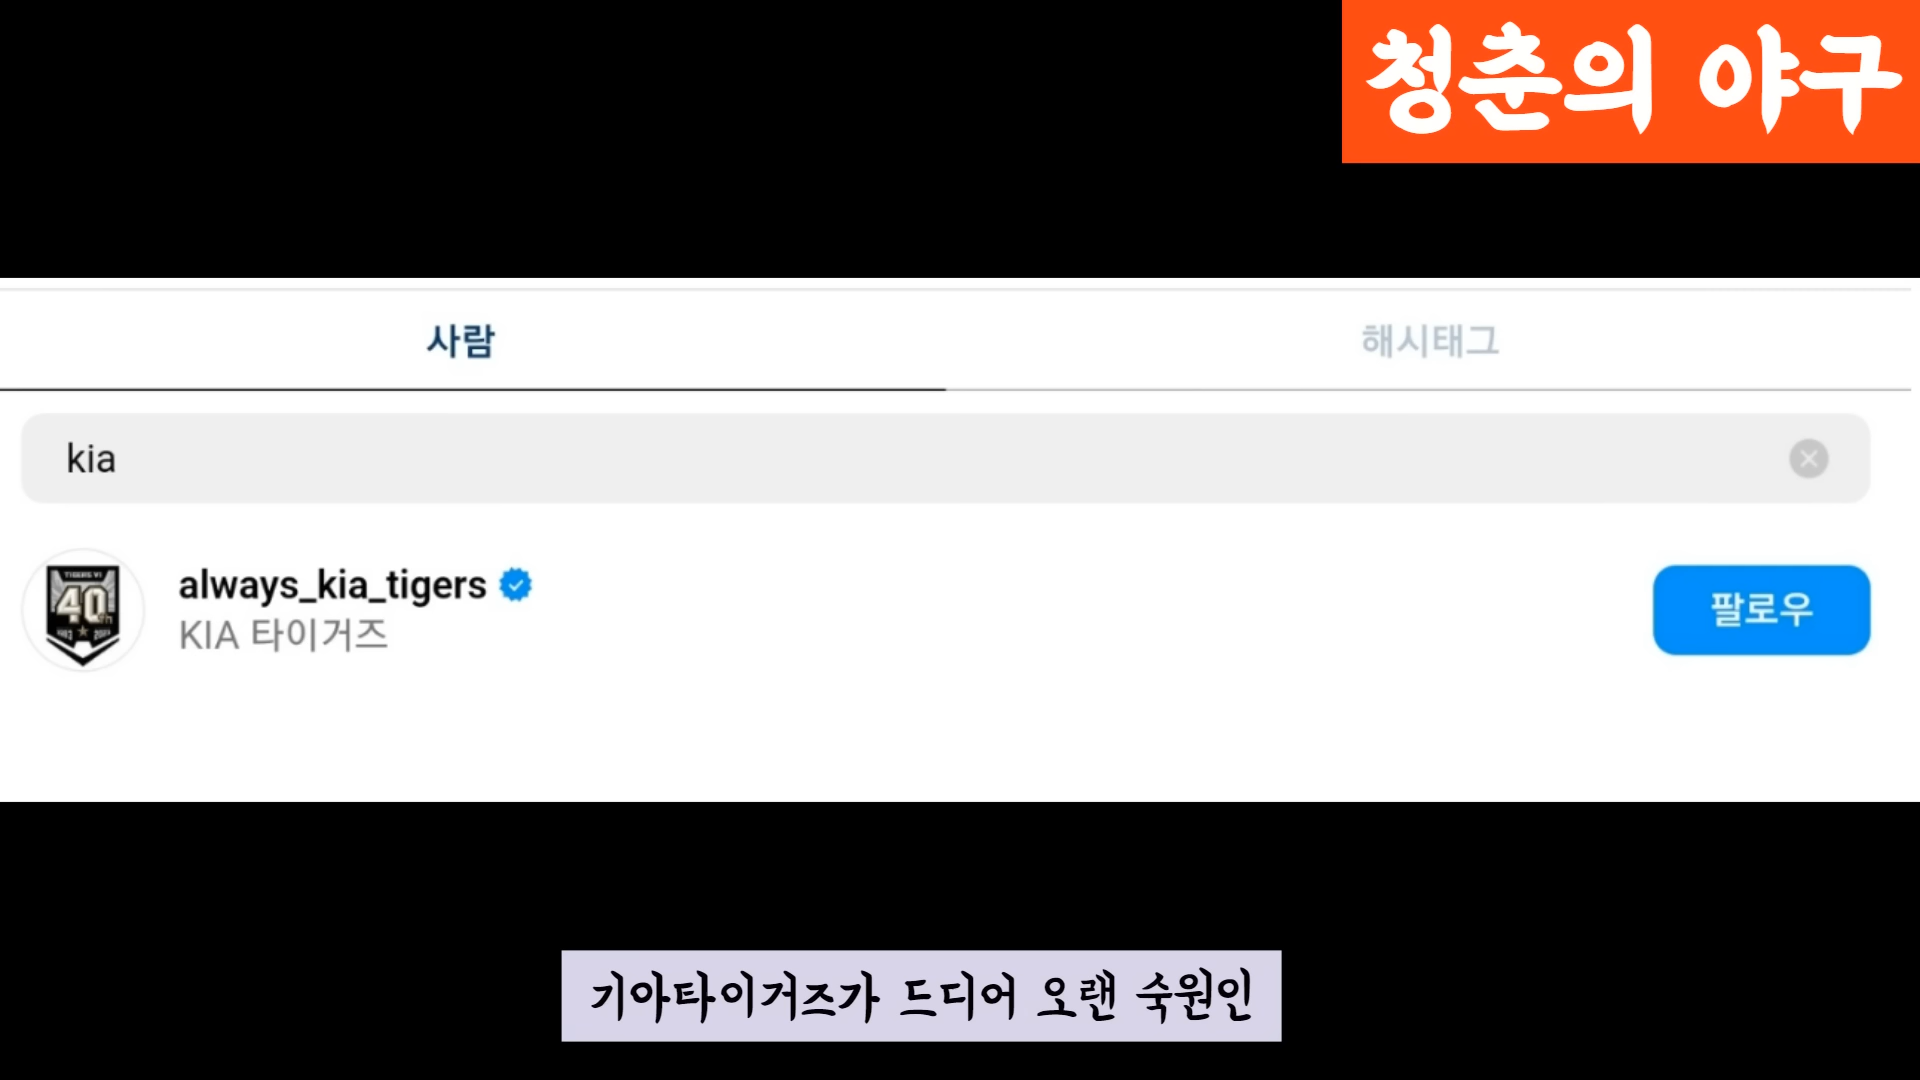 청춘의 야구
사람
해시태그
kia
always_kia_tigers
KIA 타이거즈
팔로우
40
기아타이거즈가 드디어 오랜 숙원인